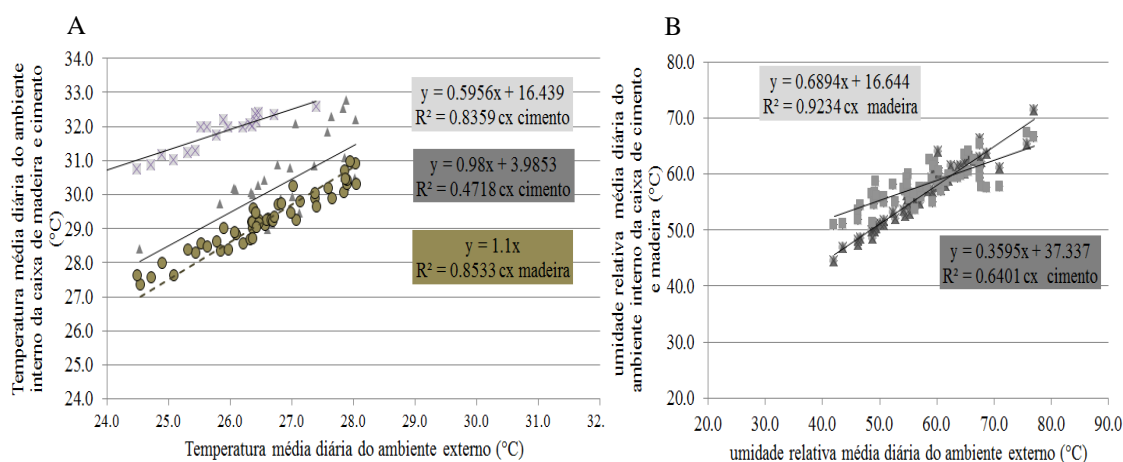 A
Temperatura média diária do ambiente
interno da caixa de madeira e cimento
(°C)
34.0
33.0
32.0
31.0
30.0
29.0
28.0
27.0
26.0
25.0
24.0
y = 0.5956x + 16.439
R² = 0.8359 cx cimento
y = 0.98x + 3.9853
R² = 0.4718 cx cimento
y = 1.1x
R² = 0.8533 cx madeira
24.0 25.0 26.0 27.0 28.0 29.0 30.0 31.0 32.
Temperatura média diária do ambiente externo (°C)
B
umidade relativa média diária do
ambiente interno da caixa de cimento
e madeira (°C)
80.0
70.0
60.0
50.0
40.0
30.0
20.0
y = 0.6894x + 16.644
R² = 0.9234 cx madeira
y = 0.3595x + 37.337
R² = 0.6401 cx cimento
20.0 30.0 40.0 50.0 60.0 70.0 80.0 90.0
umidade relativa média diária do ambiente externo (°C)